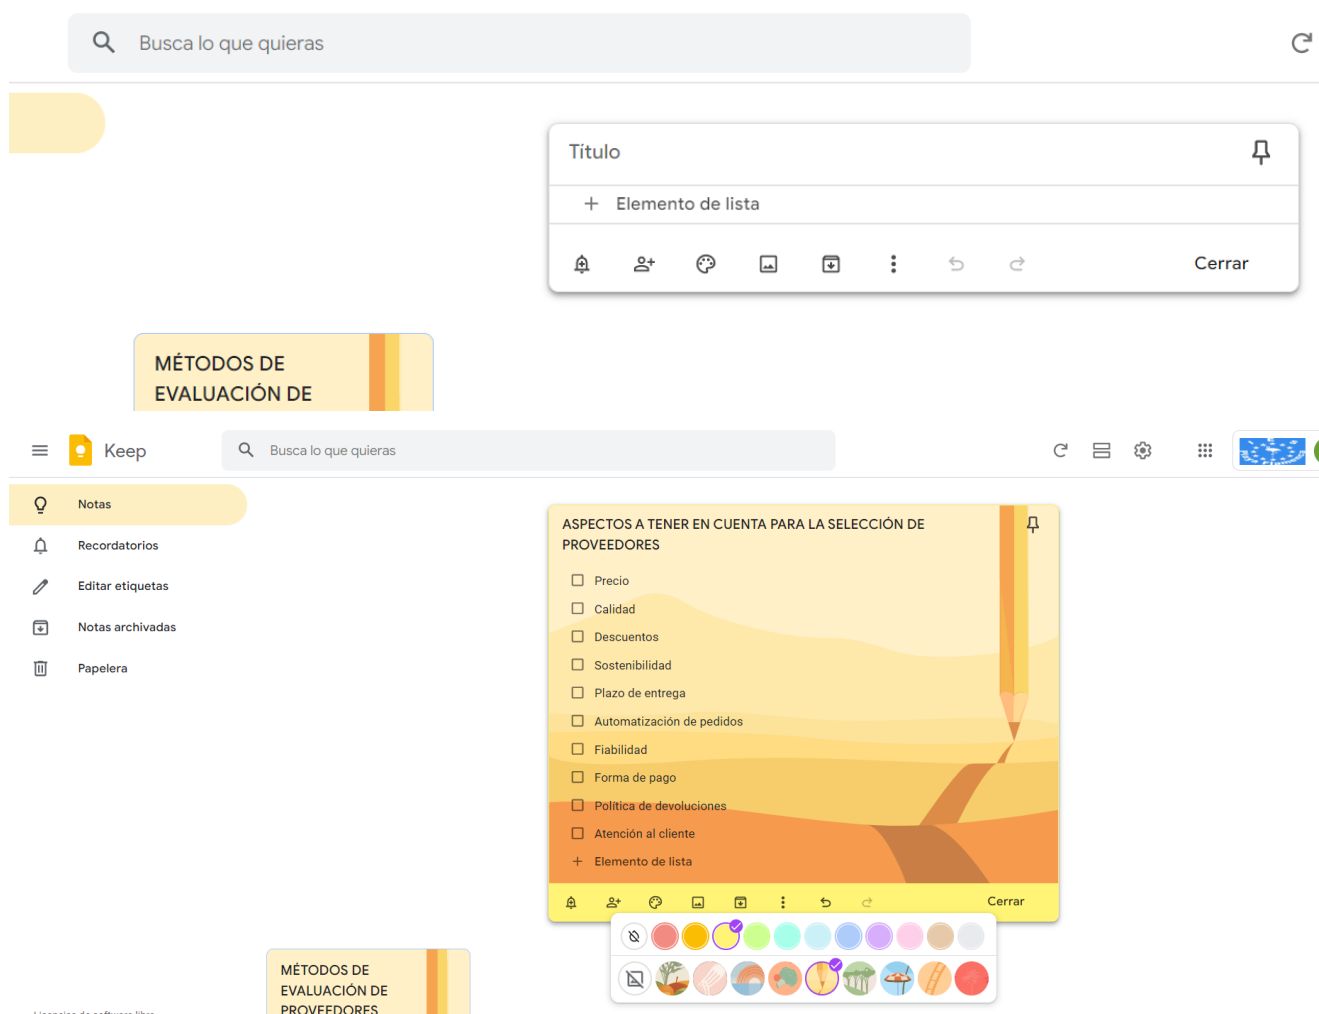 Busca lo que quieras
Título
Elemento de lista
Cerrar
MÉTODOS DE
EVALUACIÓN DE
Keep
Busca lo que quieras
Notas
Recordatorios
Editar etiquetas
Notas archivadas
Papelera
ASPECTOS A TENER EN CUENTA PARA LA SELECCIÓN DE
PROVEEDORES
Precio
Calidad
Descuentos
Sostenibilidad
Plazo de entrega
Automatización de pedidos
Fiabilidad
Forma de pago
Política de devoluciones
Atención al cliente
Elemento de lista
Cerrar
MÉTODOS DE
EVALUACIÓN DE
PROVEEDORES